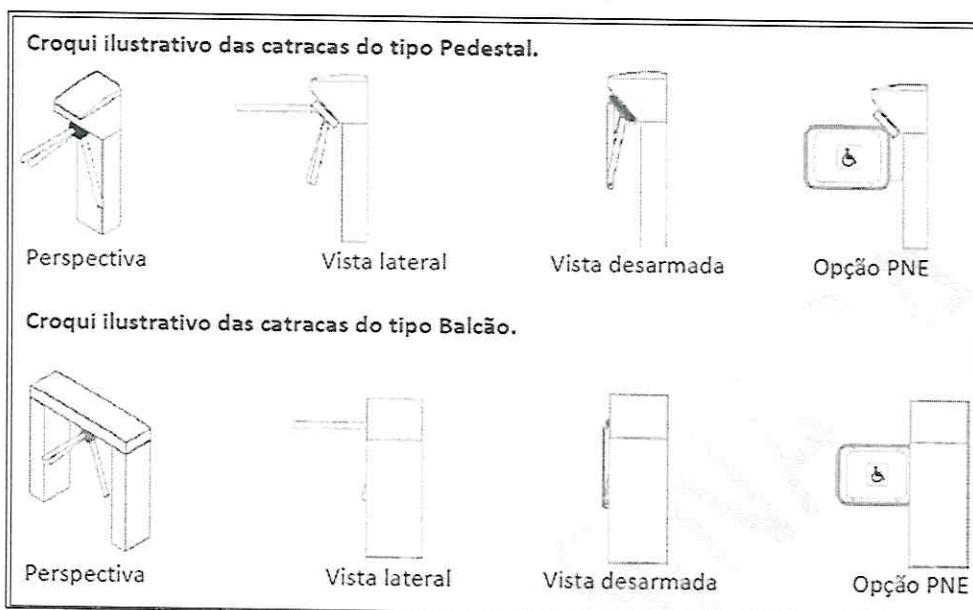 Croqui ilustrativo das catracas do tipo Pedestal.
Perspectiva
Vista lateral
Vista desarmada
Opção PNE
Croqui ilustrativo das catracas do tipo Balcão.
Perspectiva
Vista lateral
Vista desarmada
Opção PNE